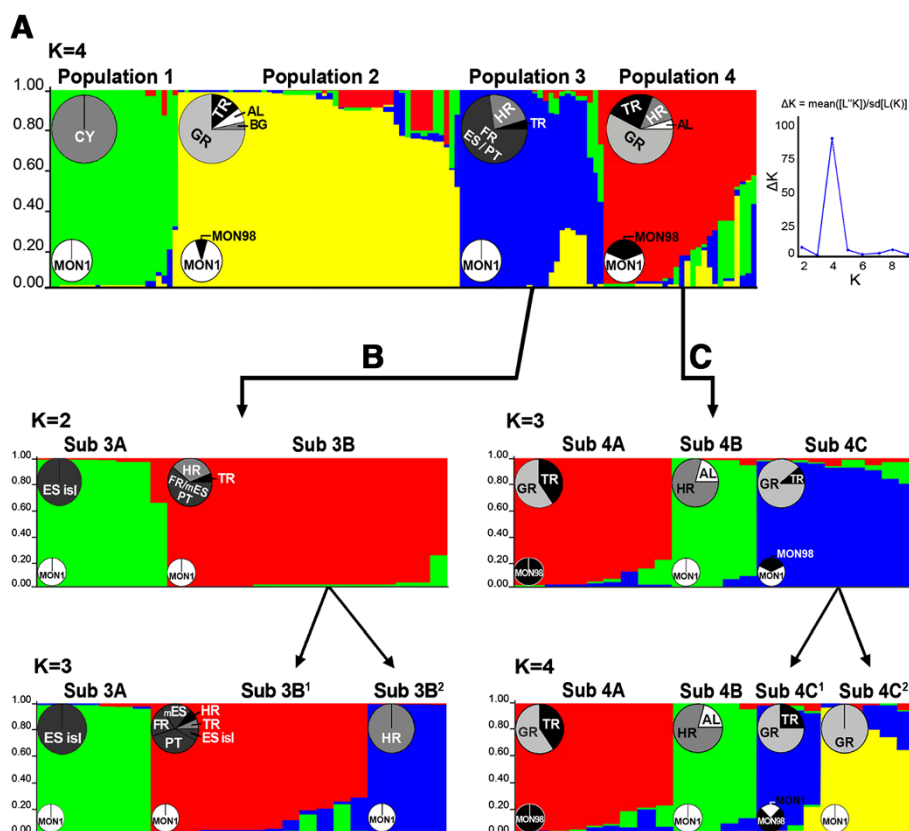 A
K=4
Population 1 Population 2 Population 3 Population 4
ΔK = mean([L''K])/sd[L(K)]
1.00
0.80
0.60
0.40
0.20
0.00
CY
TR
AL
BG
GR
HR
TR
FR
ES / PT
TR
HR
AL
GR
MON1
MON98
MON1
MON1
MON98
MON1
100
75
50
25
0
ΔK
2 4 6 8
K
B
C
K=2
Sub 3A Sub 3B
1.00
0.80
0.60
0.40
0.20
0.00
ES isl
HR
TR
FR/mES
PT
MON1
MON1
K=3
Sub 4A Sub 4B Sub 4C
1.00
0.80
0.60
0.40
0.20
0.00
GR TR
AL
HR
GR TR
MON98
MON98
MON1
MON1
K=3
Sub 3A Sub 3B1 Sub 3B2
1.00
0.80
0.60
0.40
0.20
0.00
ES isl
mES
HR
FR
TR
ES isl
PT
HR
MON1
MON1
MON1
K=4
Sub 4A Sub 4B Sub 4C1 Sub 4C2
1.00
0.80
0.60
0.40
0.20
0.00
GR TR
AL
HR
TR
GR
GR
MON98
MON1
MON1
MON98
MON1